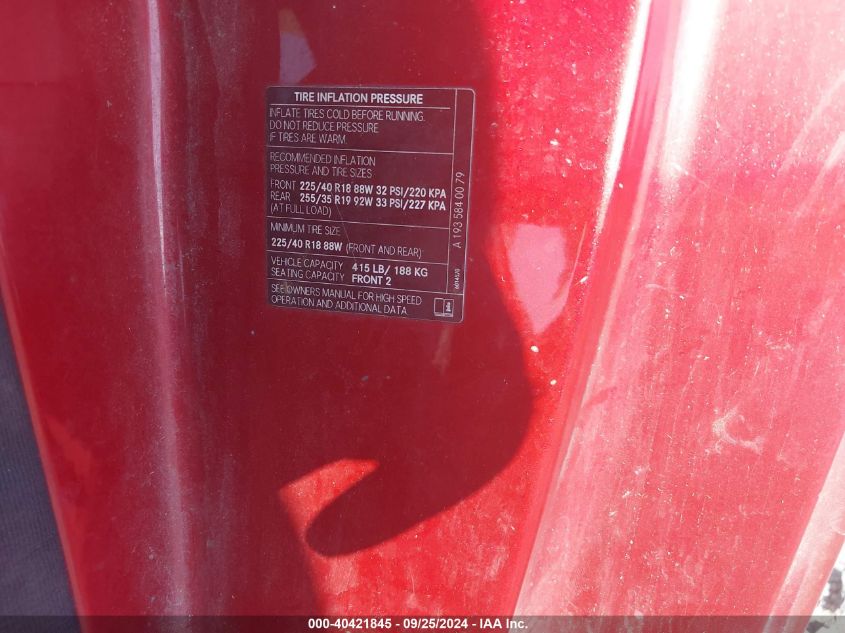 TIRE INFLATION PRESSURE
INFLATE TIRES COLD BEFORE RUNNING.
DO NOT REDUCE PRESSURE
IF TIRES ARE WARM.
RECOMMENDED INFLATION
PRESSURE AND TIRE SIZES
FRONT 225/40 R18 88W 32 PSI/220 KPA
REAR 255/35 R19 92W 33 PSI/227 KPA
(AT FULL LOAD)
MINIMUM TIRE SIZE
225/40 R18 88W (FRONT AND REAR)
VEHICLE CAPACITY 415 LB/ 188 KG
SEATING CAPACITY FRONT 2
SEE OWNERS MANUAL FOR HIGH SPEED
OPERATION AND ADDITIONAL DATA
A 193 584 00 79
000-40421845 - 09/25/2024 - IAA Inc.